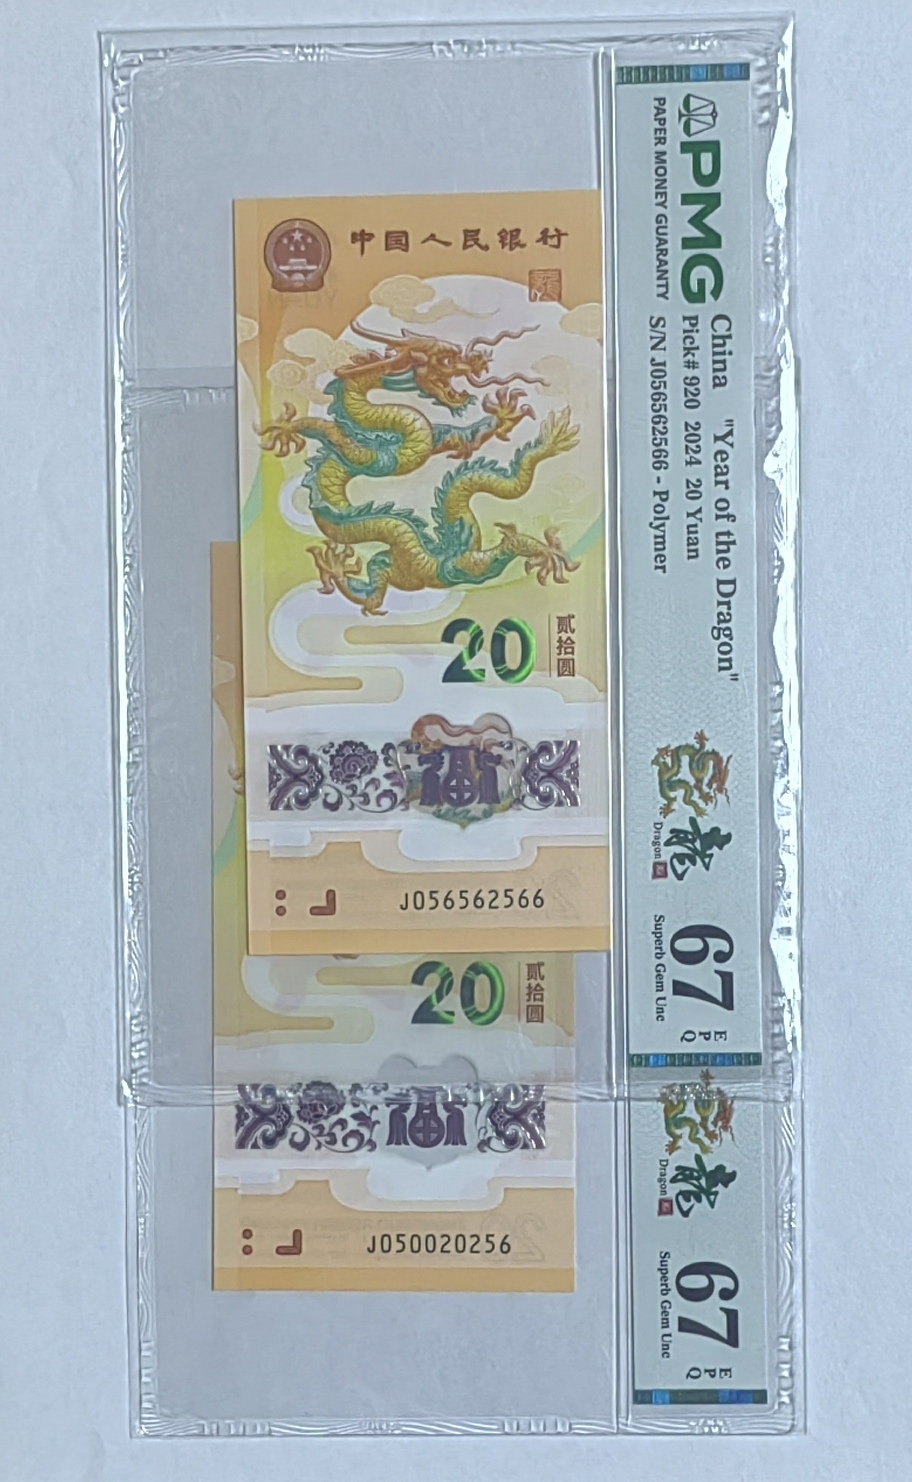 中国人民银行
20
贰拾圆
J056562566
PMG
PAPER MONEY GUARANTY
China "Year of the Dragon"
Pick# 920 2024 20 Yuan
S/N J056562566 - Polymer
龍
Dragon
67
EPQ
Superb Gem Unc
20
贰拾圆
J050020256
龍
Dragon
67
EPQ
Superb Gem Unc